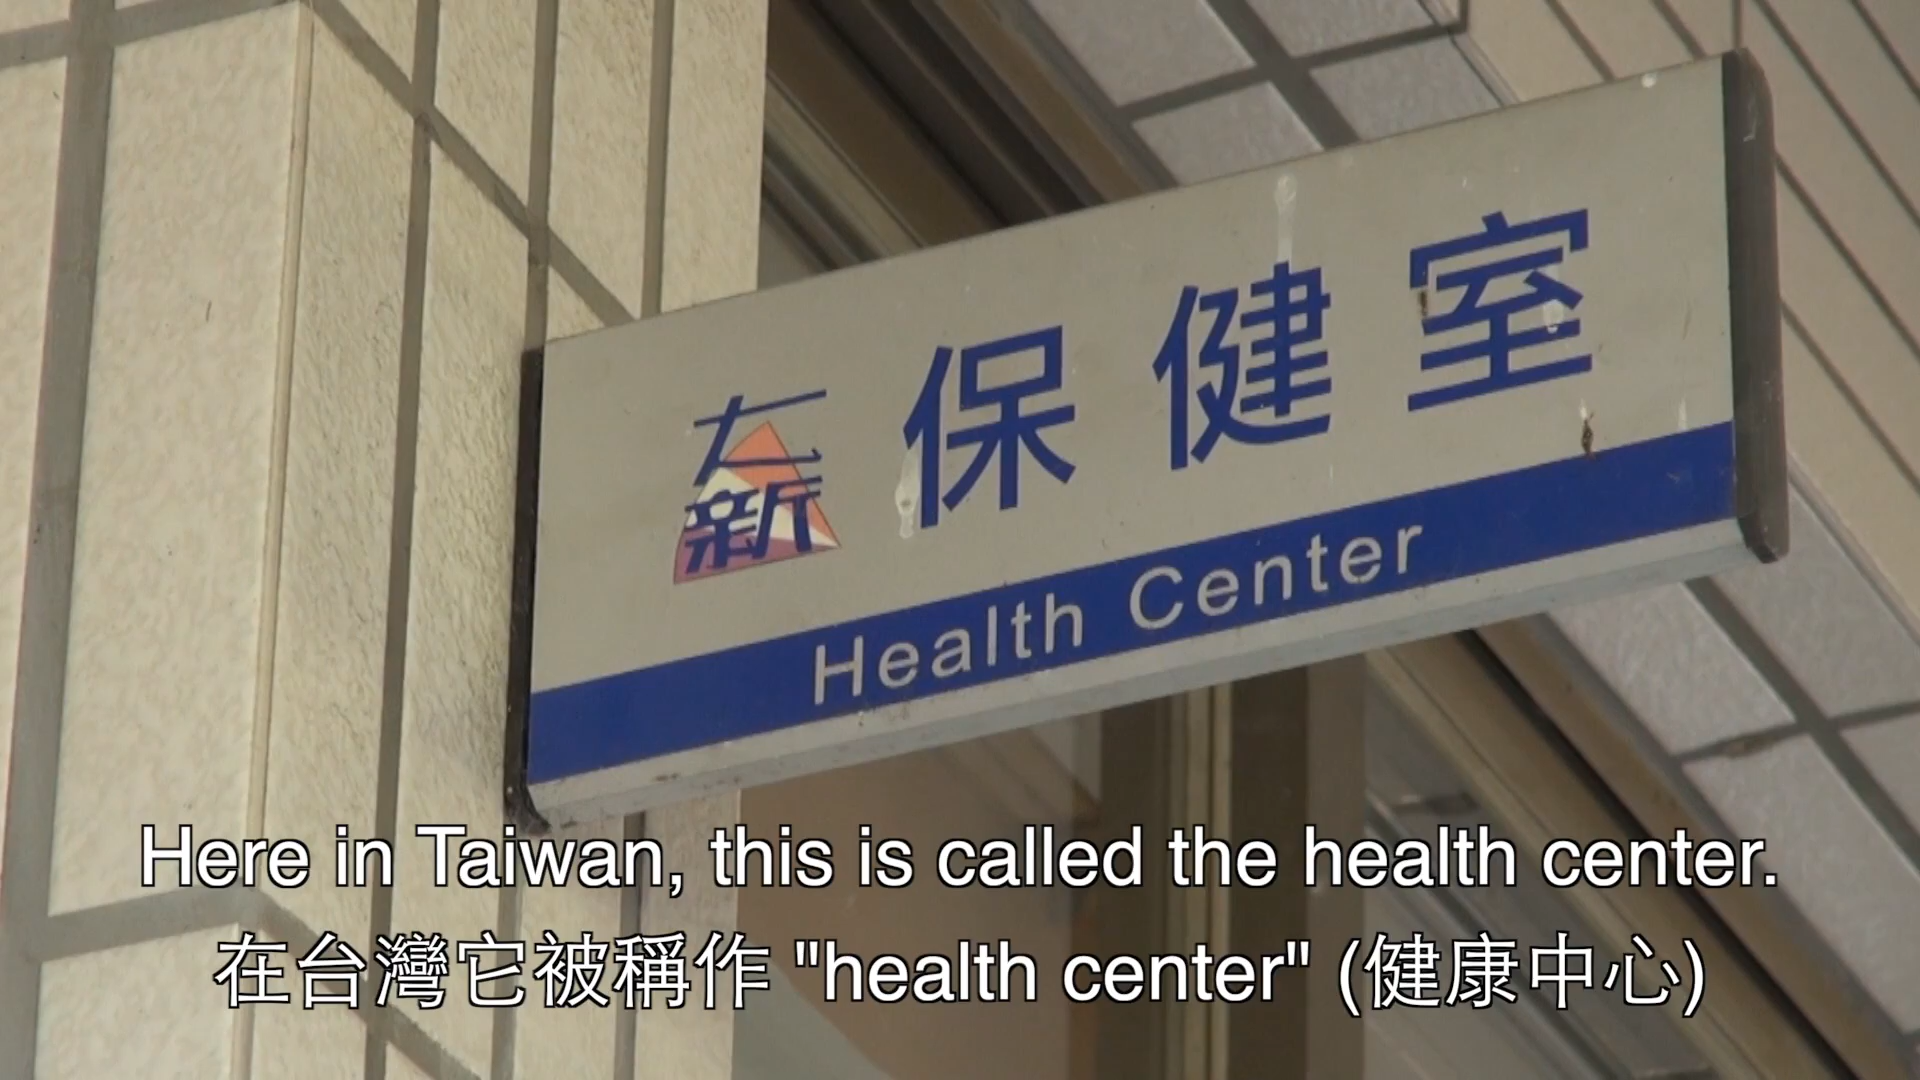 保健室
Health Center
Here in Taiwan, this is called the health center.
在台灣它被稱作 "health center" (健康中心)